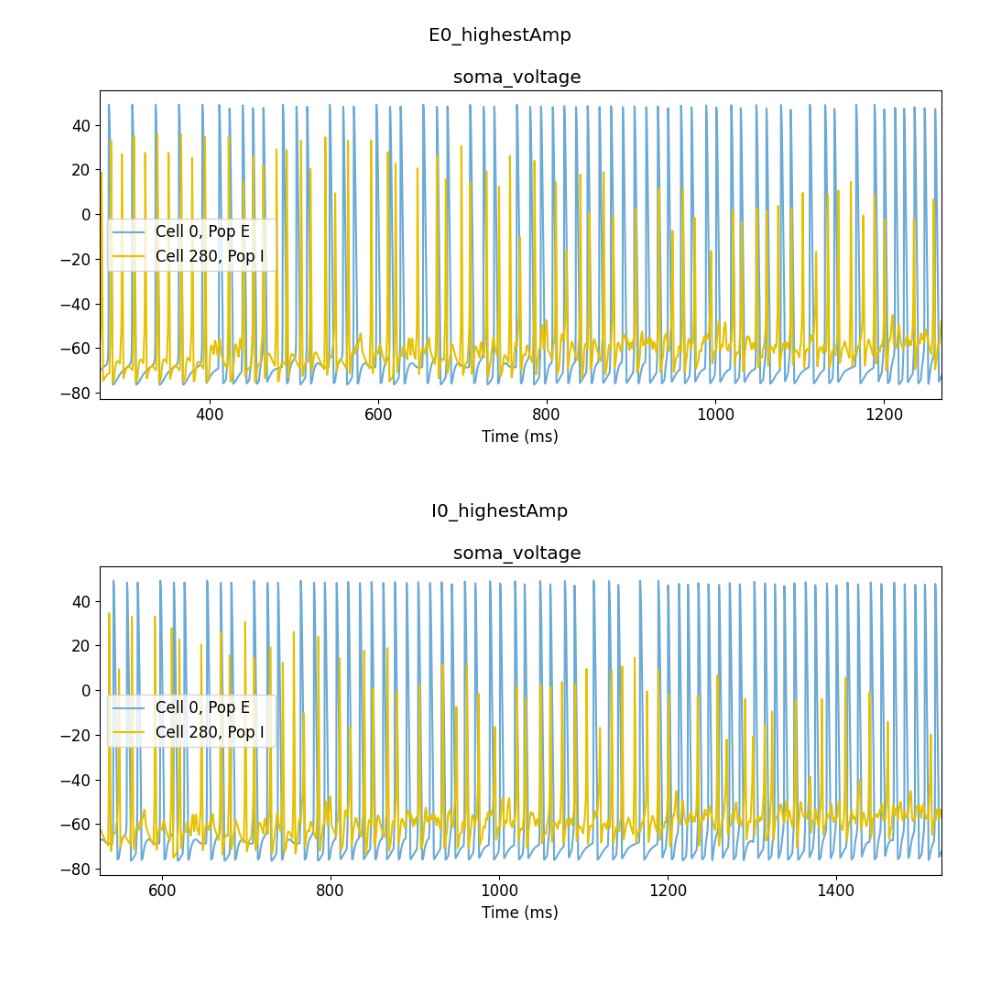 E0_highestAmp
soma_voltage
40
20
0
−20
−40
−60
−80
Cell 0, Pop E
Cell 280, Pop I
400 600 800 1000 1200
Time (ms)
I0_highestAmp
soma_voltage
40
20
0
−20
−40
−60
−80
Cell 0, Pop E
Cell 280, Pop I
600 800 1000 1200 1400
Time (ms)